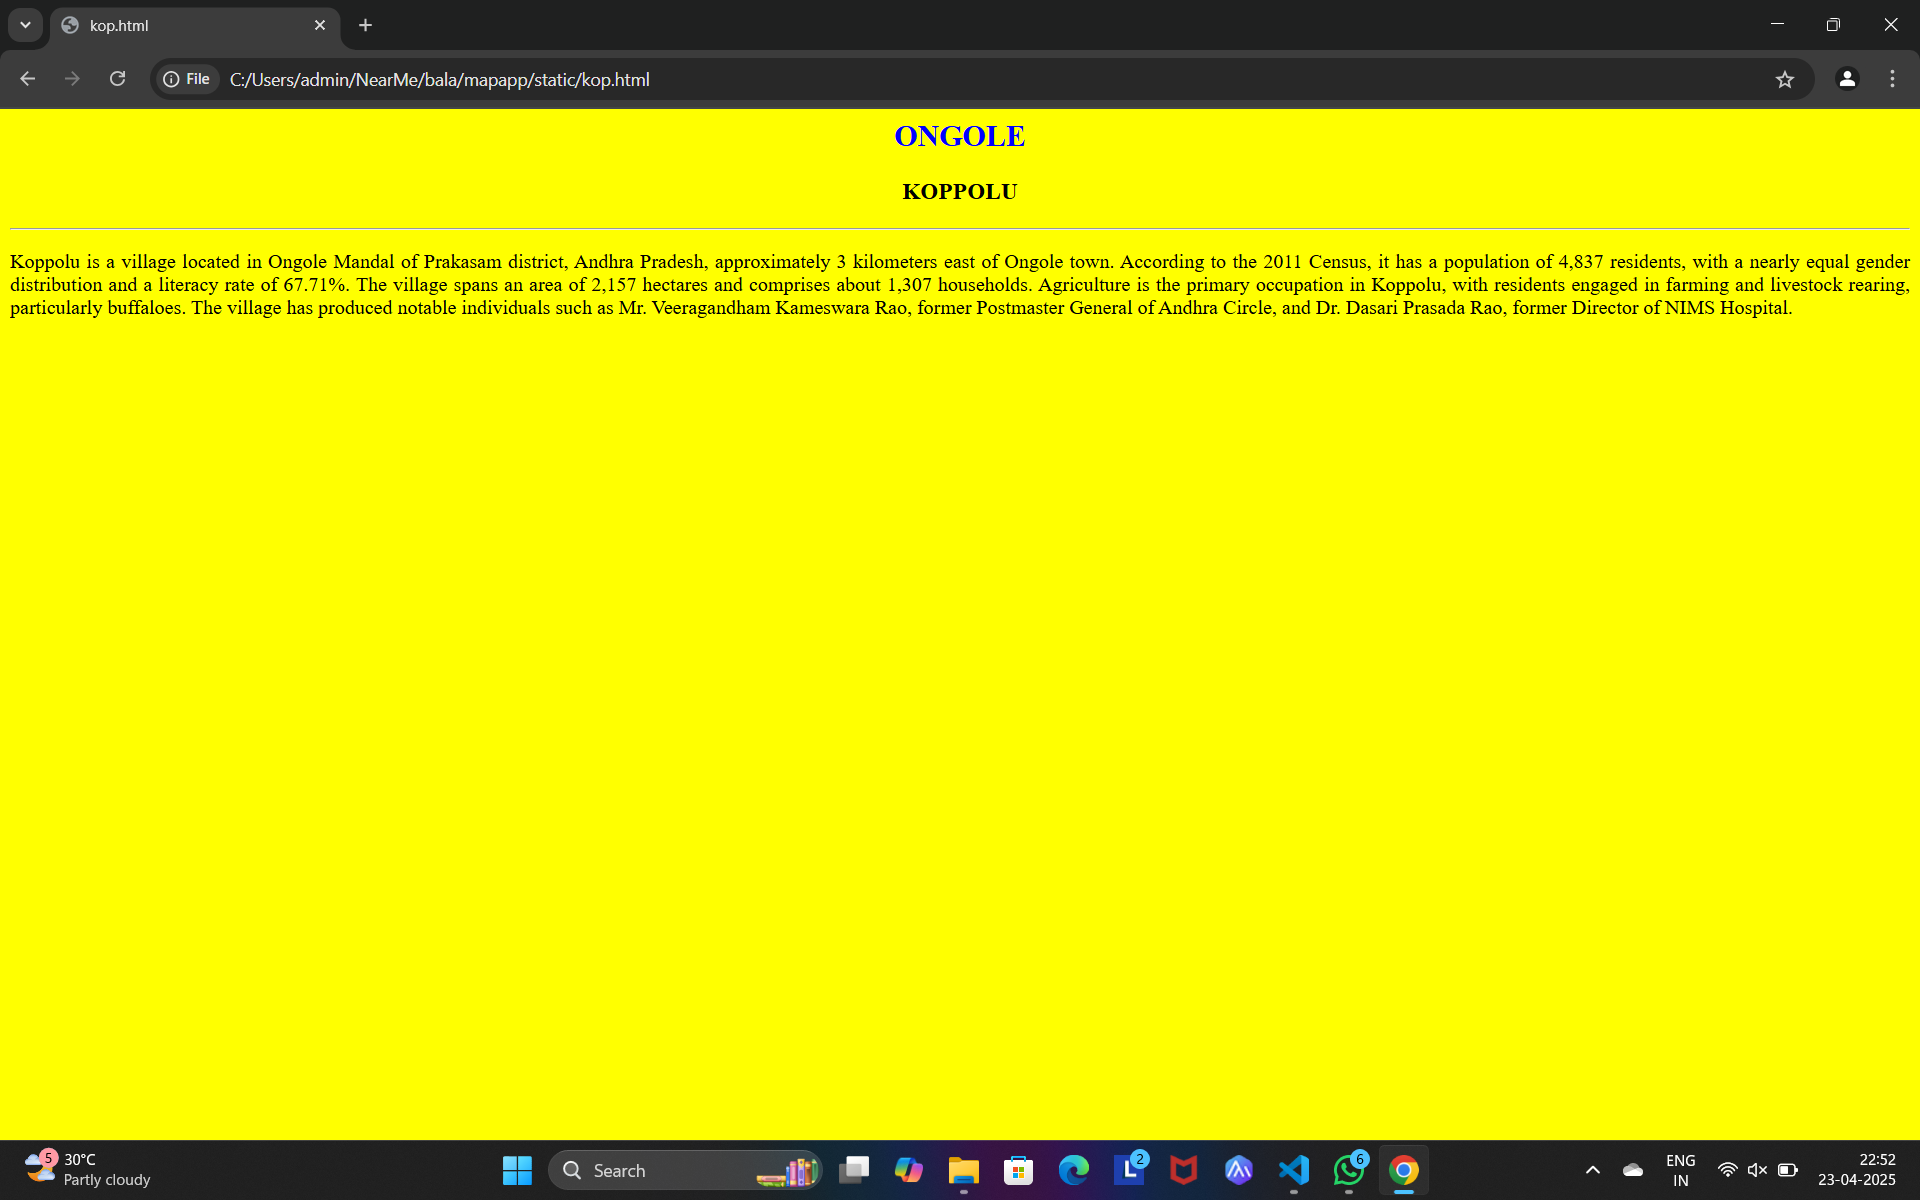 kop.html
File C:/Users/admin/NearMe/bala/mapapp/static/kop.html
ONGOLE
KOPPOLU
Koppolu is a village located in Ongole Mandal of Prakasam district, Andhra Pradesh, approximately 3 kilometers east of Ongole town. According to the 2011 Census, it has a population of 4,837 residents, with a nearly equal gender
distribution and a literacy rate of 67.71%. The village spans an area of 2,157 hectares and comprises about 1,307 households. Agriculture is the primary occupation in Koppolu, with residents engaged in farming and livestock rearing,
particularly buffaloes. The village has produced notable individuals such as Mr. Veeragandham Kameswara Rao, former Postmaster General of Andhra Circle, and Dr. Dasari Prasada Rao, former Director of NIMS Hospital.
5
30°C
Partly cloudy
Search
L 2
6
ENG
IN
22:52
23-04-2025